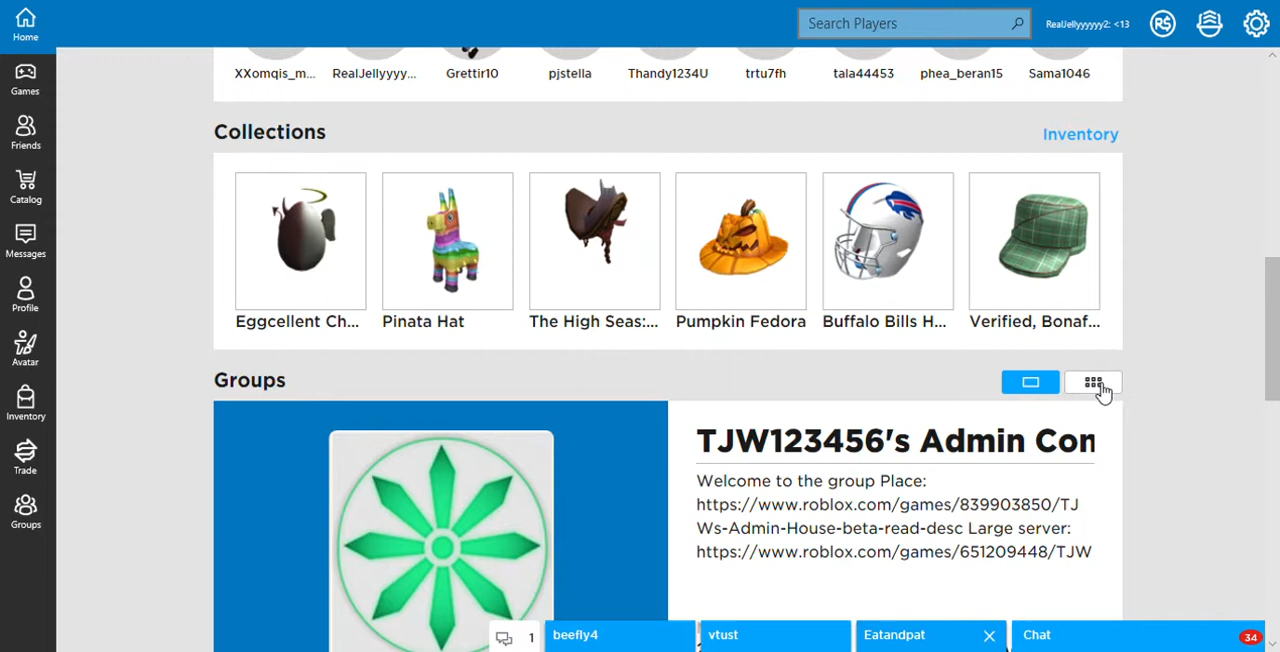 Home
Search Players
RealJellyyyyyy2: <13
R$
Games
Friends
Catalog
Messages
Profile
Avatar
Inventory
Trade
Groups
XXomqis_m...
RealJellyyyy...
Grettir10
pjstella
Thandy1234U
trtu7fh
tala44453
phea_beran15
Sama1046
Collections
Inventory
Eggcellent Ch...
Pinata Hat
The High Seas:...
Pumpkin Fedora
Buffalo Bills H...
Verified, Bonaf...
Groups
TJW123456's Admin Con
Welcome to the group Place:
https://www.roblox.com/games/839903850/TJ
Ws-Admin-House-beta-read-desc Large server:
https://www.roblox.com/games/651209448/TJW
1
beefly4
vtust
Eatandpat
Chat
34